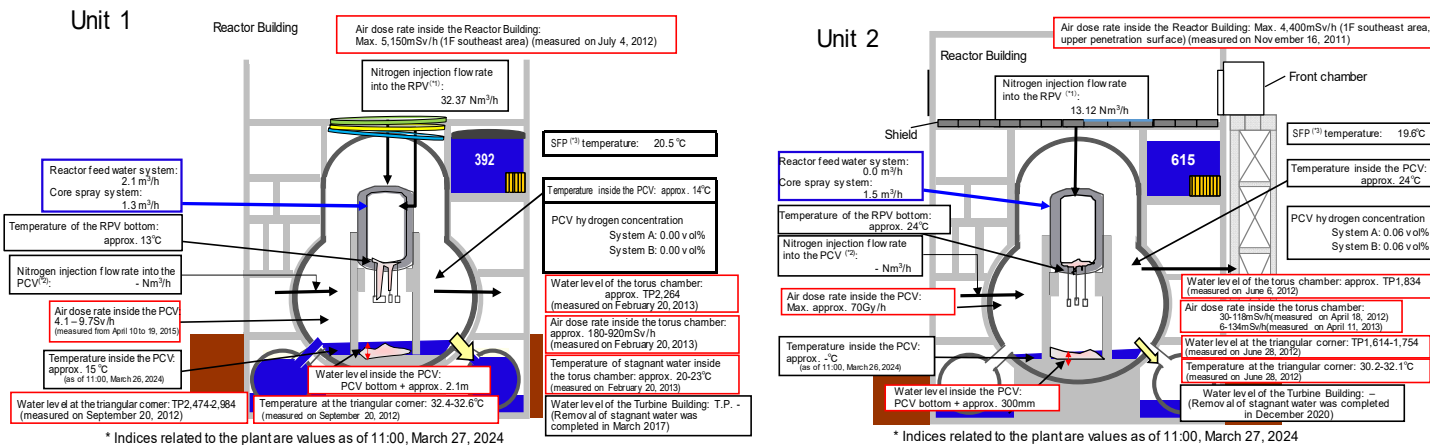 Unit 1
Reactor Building
Air dose rate inside the Reactor Building:
Max. 5,150mSv/h (1F southeast area) (measured on July 4, 2012)
Nitrogen injection flow rate
into the RPV(*1):
32.37 Nm3/h
392
SFP (*3) temperature: 20.5 °C
Reactor feed water system:
2.1 m3/h
Core spray system:
1.3 m3/h
Temperature inside the PCV: approx. 14°C
PCV hydrogen concentration
System A: 0.00 vol%
System B: 0.00 vol%
Temperature of the RPV bottom:
approx. 13°C
Nitrogen injection flow rate into the
PCV(*2): - Nm3/h
Water level of the torus chamber:
approx. TP2,264
(measured on February 20, 2013)
Air dose rate inside the PCV:
4.1 – 9.7Sv/h
(measured from April 10 to 19, 2015)
Air dose rate inside the torus chamber:
approx. 180-920mSv/h
(measured on February 20, 2013)
Temperature inside the PCV:
approx. 15 °C
(as of 11:00, March 26, 2024)
Temperature of stagnant water inside
the torus chamber: approx. 20-23°C
(measured on February 20, 2013)
Water level inside the PCV:
PCV bottom + approx. 2.1m
Water level at the triangular corner: TP2,474-2,984
(measured on September 20, 2012)
Temperature at the triangular corner: 32.4-32.6°C
(measured on September 20, 2012)
Water level of the Turbine Building: T.P. -
(Removal of stagnant water was
completed in March 2017)
* Indices related to the plant are values as of 11:00, March 27, 2024
Unit 2
Air dose rate inside the Reactor Building: Max. 4,400mSv/h (1F southeast area,
upper penetration surface) (measured on November 16, 2011)
Reactor Building
Front chamber
Nitrogen injection flow rate
into the RPV (*1):
13.12 Nm3/h
Shield
615
SFP (*3) temperature: 19.6°C
Reactor feed water system:
0.0 m3/h
Core spray system:
1.5 m3/h
Temperature inside the PCV:
approx. 24°C
Temperature of the RPV bottom:
approx. 24°C
PCV hydrogen concentration
System A: 0.06 vol%
System B: 0.06 vol%
Nitrogen injection flow rate
into the PCV (*2):
- Nm3/h
Water level of the torus chamber: approx. TP1,834
(measured on June 6, 2012)
Air dose rate inside the PCV:
Max. approx. 70Gy/h
Air dose rate inside the torus chamber:
30-118mSv/h(measured on April 18, 2012)
6-134mSv/h(measured on April 11, 2013)
Temperature inside the PCV:
approx. -°C
(as of 11:00, March 26, 2024)
Water level at the triangular corner: TP1,614-1,754
(measured on June 28, 2012)
Temperature at the triangular corner: 30.2-32.1°C
(measured on June 28, 2012)
Water level inside the PCV:
PCV bottom + approx. 300mm
Water level of the Turbine Building: –
(Removal of stagnant water was completed
in December 2020)
* Indices related to the plant are values as of 11:00, March 27, 2024